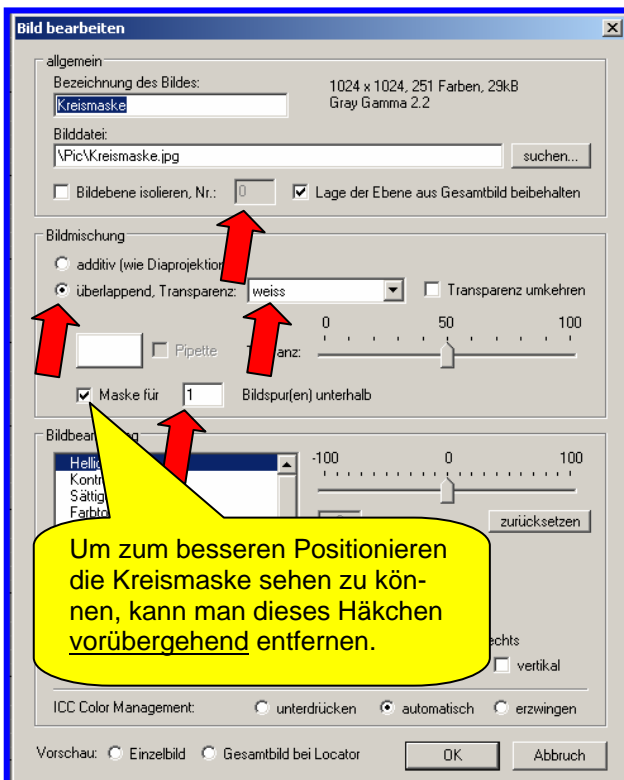 Bild bearbeiten
allgemein
Bezeichnung des Bildes:
1024 x 1024, 251 Farben, 29kB
Kreismaske
Gray Gamma 2.2
Bilddatei:
\Pic\Kreismaske.jpg
suchen...
Bildebene isolieren, Nr.: 0 Lage der Ebene aus Gesamtbild beibehalten
Bildmischung
additiv (wie Diaprojektion
überlappend, Transparenz: weiss Transparenz umkehren
0 50 100
Pipette
Maske für 1 Bildspur(en) unterhalb
-100 0 100
zurücksetzen
Um zum besseren Positionieren
die Kreismaske sehen zu kön-
nen, kann man dieses Häkchen
vorübergehend entfernen.
vertikal
ICC Color Management: unterdrücken automatisch erzwingen
Vorschau: Einzelbild Gesamtbild bei Locator OK Abbruch